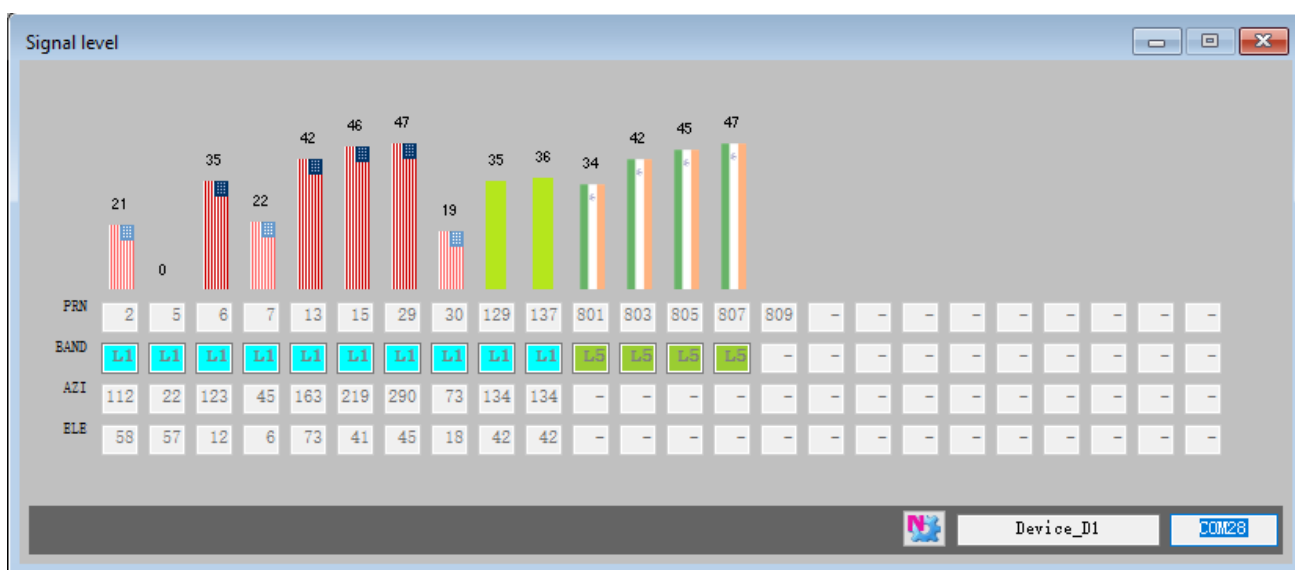 Signal level
47
46
47
42
42
45
35
35
36
34
21
22
19
0
PRN 2 5 6 7 13 15 29 30 129 137 801 803 805 807 809 - - - - - - - - -
BAND L1 L1 L1 L1 L1 L1 L1 L1 L1 L1 L5 L5 L5 L5 - - - - - - - - - -
AZI 112 22 123 45 163 219 290 73 134 134 - - - - - - - - - - - - - -
ELE 58 57 12 6 73 41 45 18 42 42 - - - - - - - - - - - - - -
N Device_D1 COM28